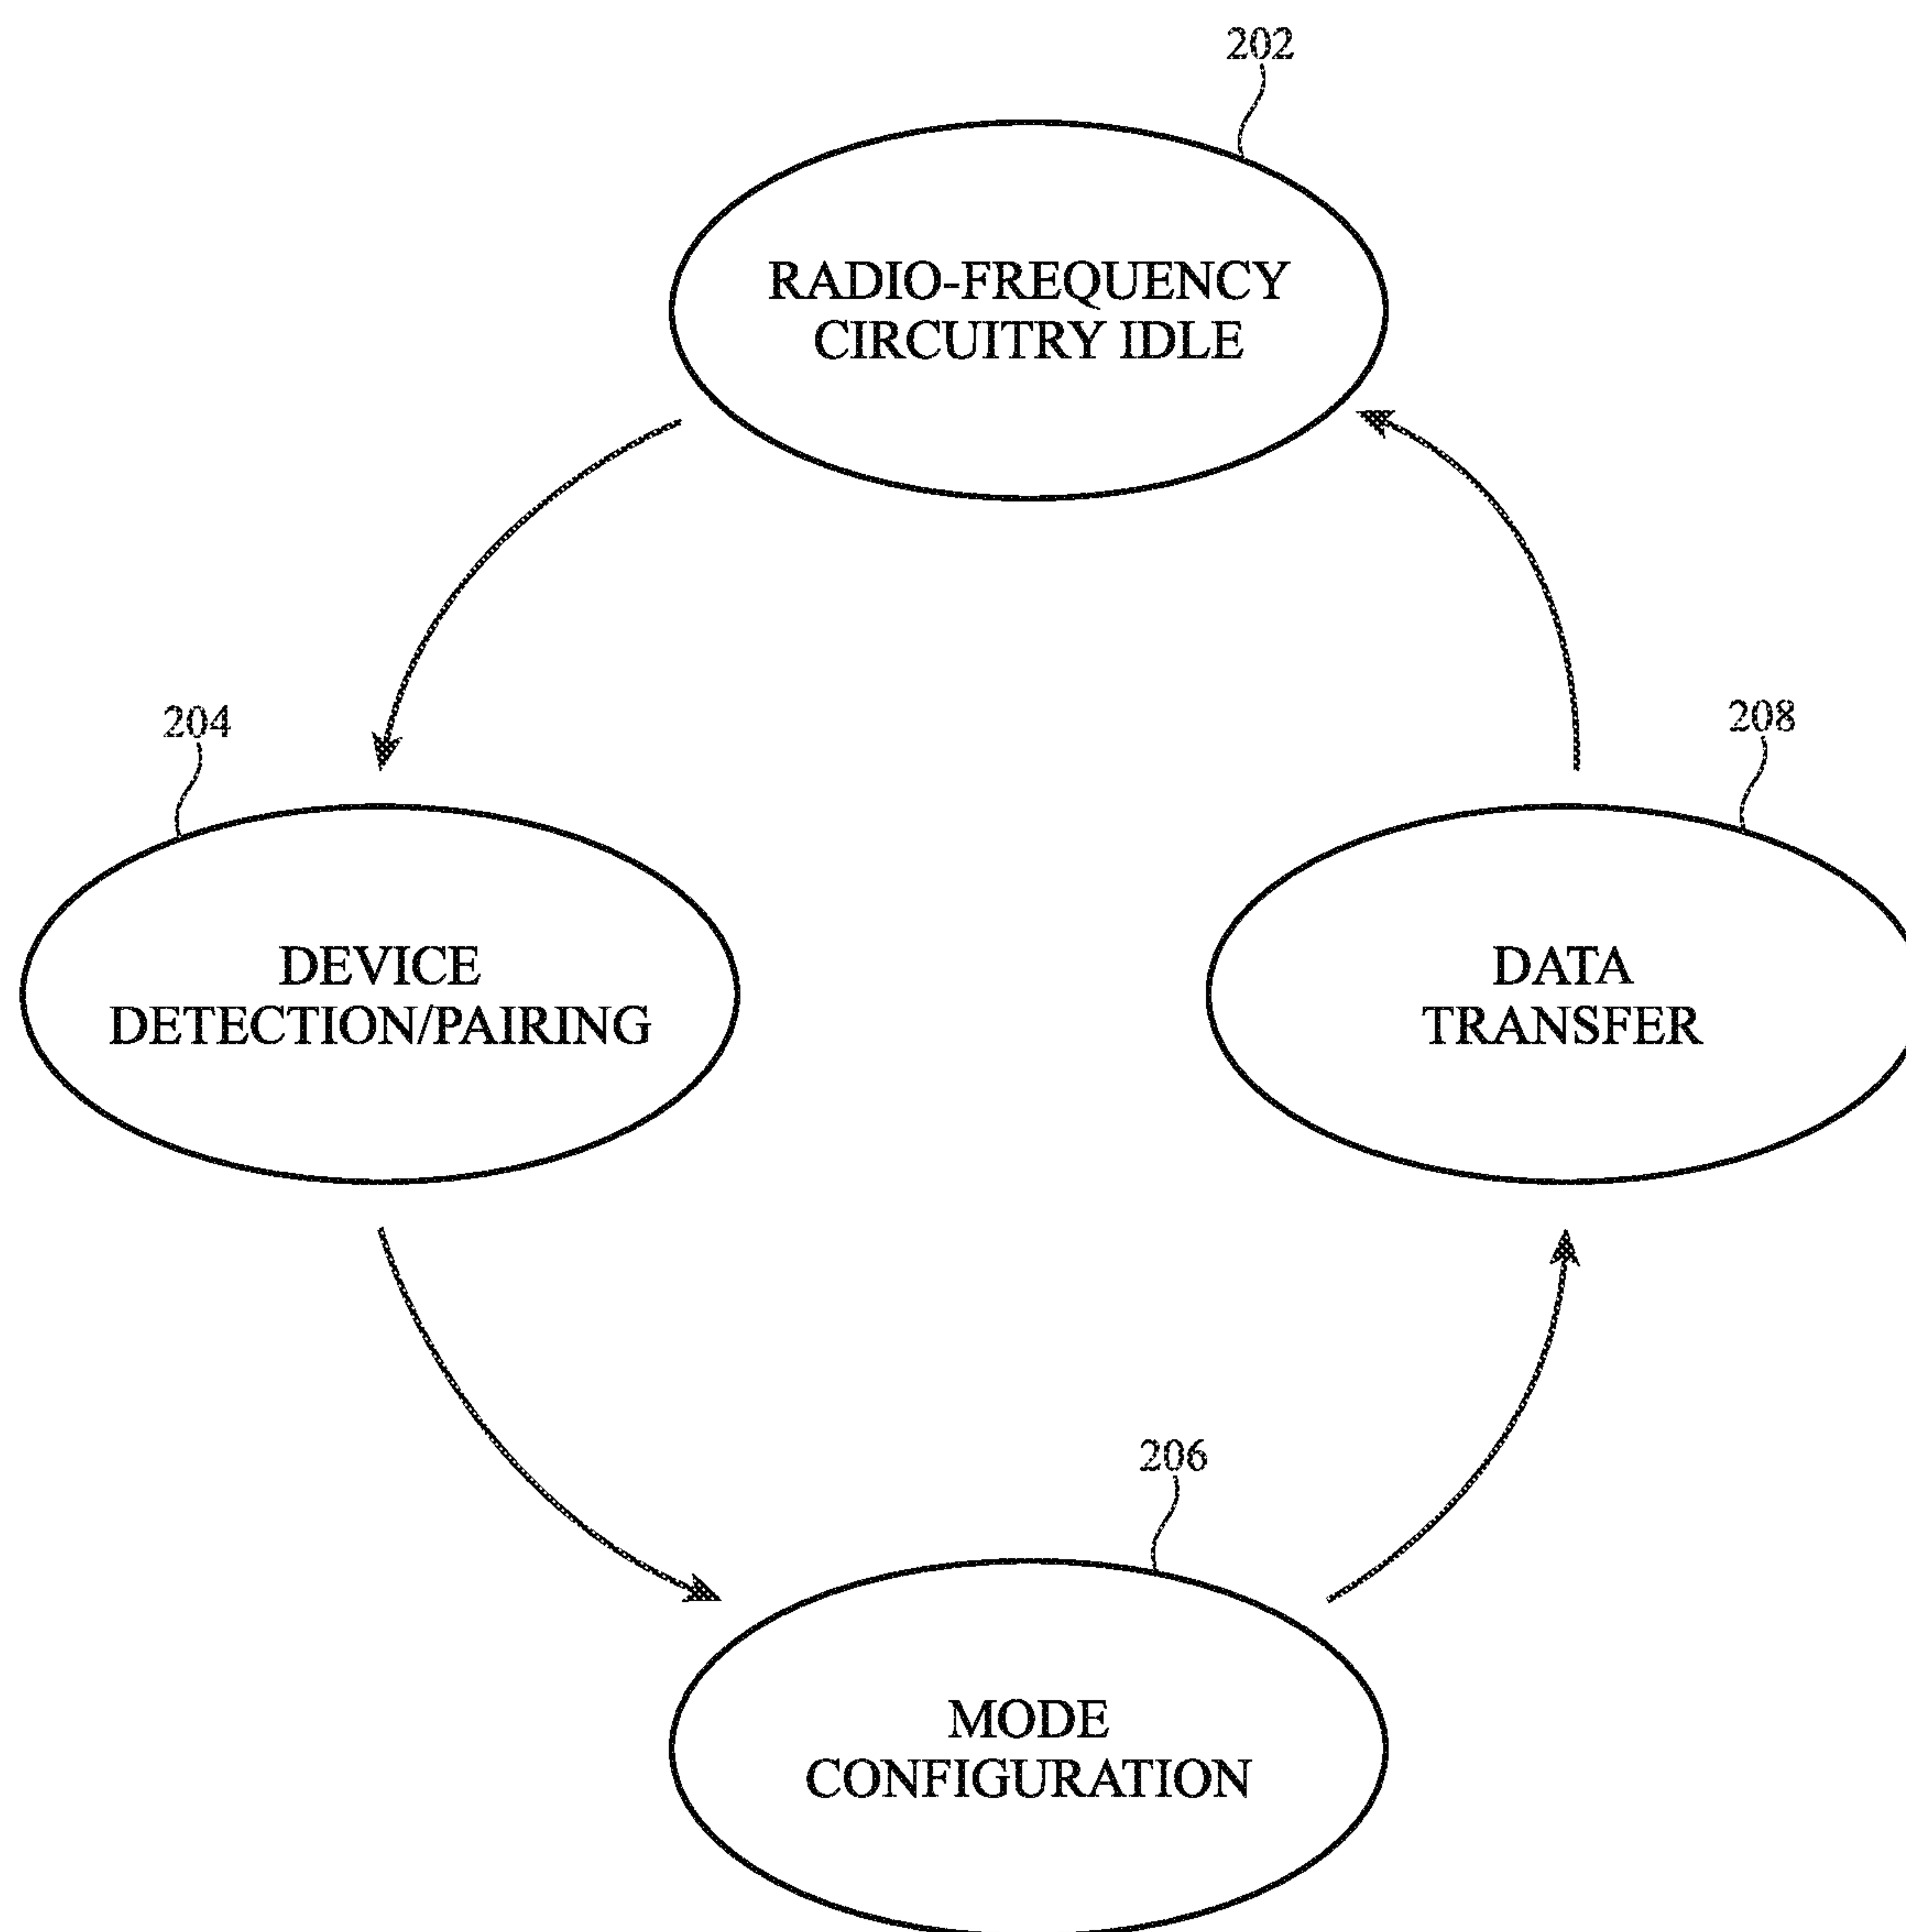 202
RADIO-FREQUENCY
CIRCUITRY IDLE
204
208
DEVICE
DETECTION/PAIRING
DATA
TRANSFER
206
MODE
CONFIGURATION